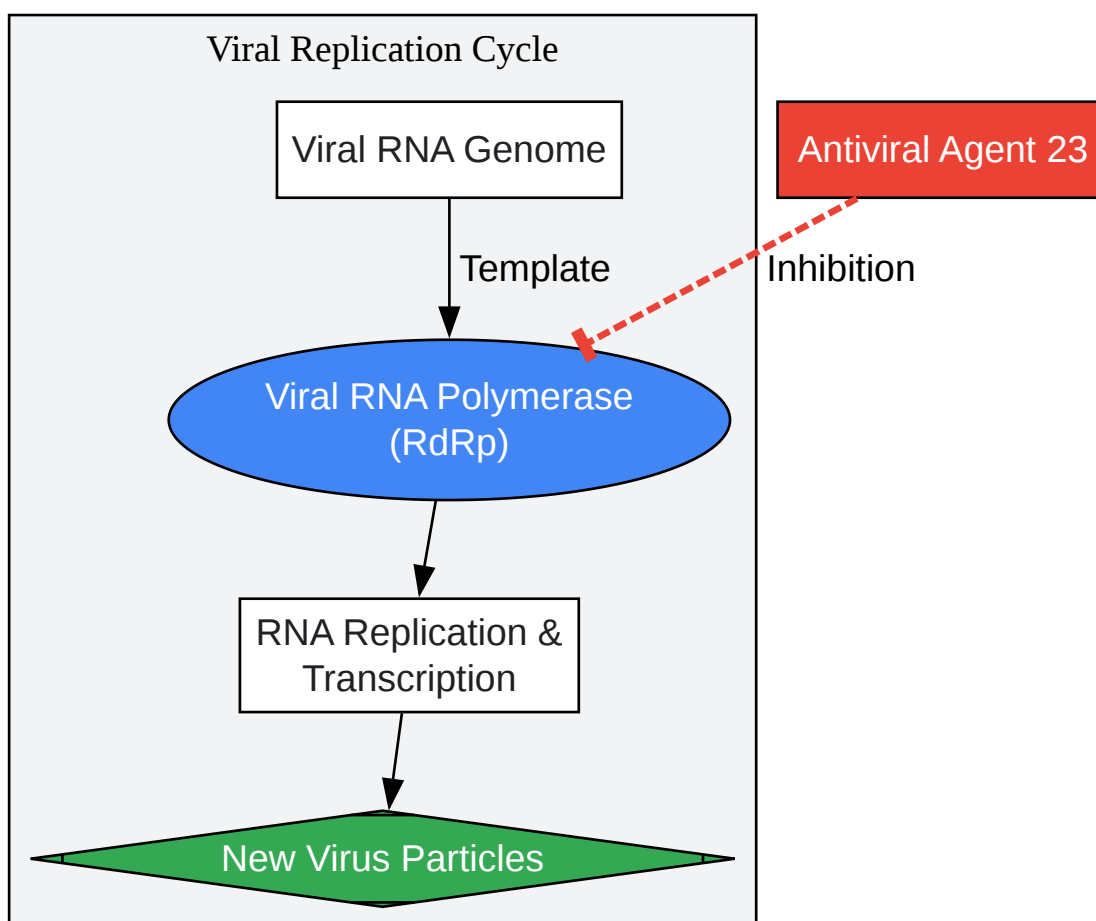 Viral Replication Cycle
Viral RNA Genome
Antiviral Agent 23
Template
Inhibition
Viral RNA Polymerase
(RdRp)
RNA Replication &
Transcription
New Virus Particles